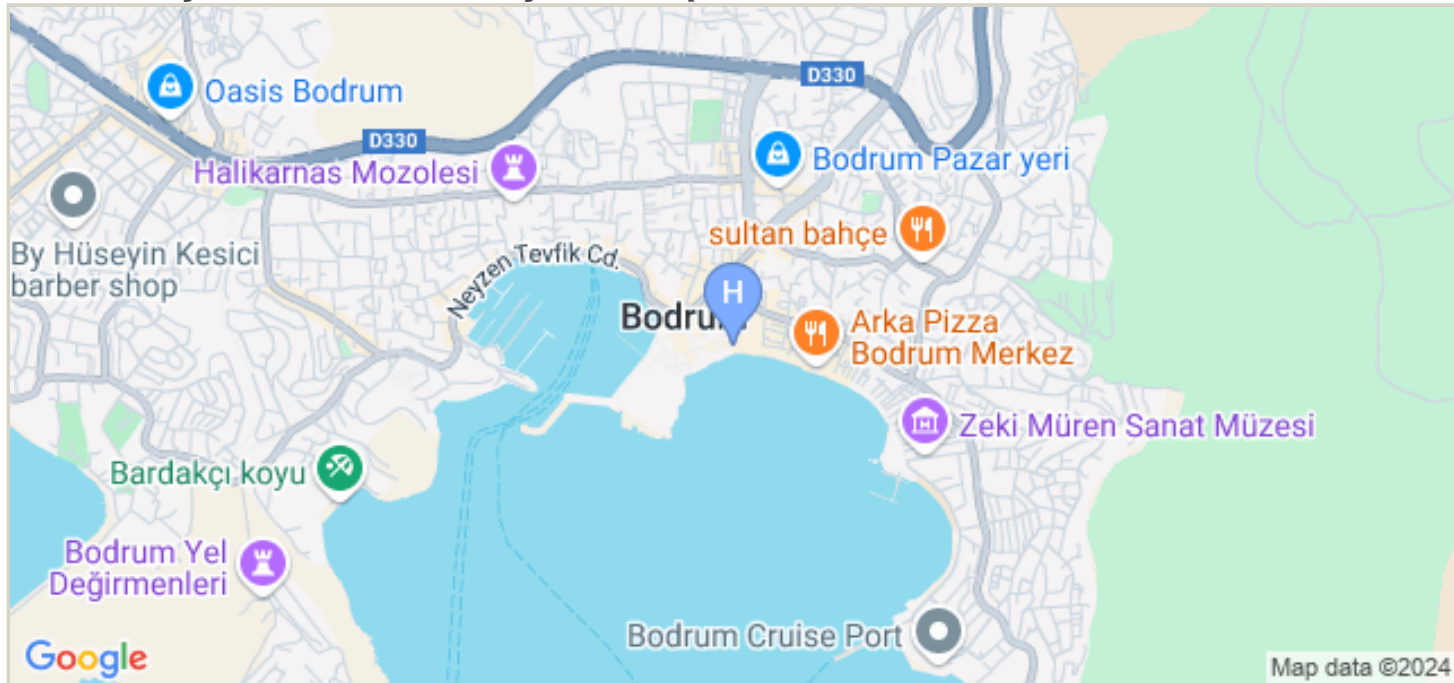 D330
Oasis Bodrum
D330
Halikarnas Mozolesi
Bodrum Pazar yeri
sultan bahçe
By Hüseyin Kesici
barber shop
Neyzen Tevfik Cd.
H
Bodrum
Arka Pizza
Bodrum Merkez
Zeki Müren Sanat Müzesi
Bardakçı koyu
Bodrum Yel
Değirmenleri
Bodrum Cruise Port
Google
Map data ©2024